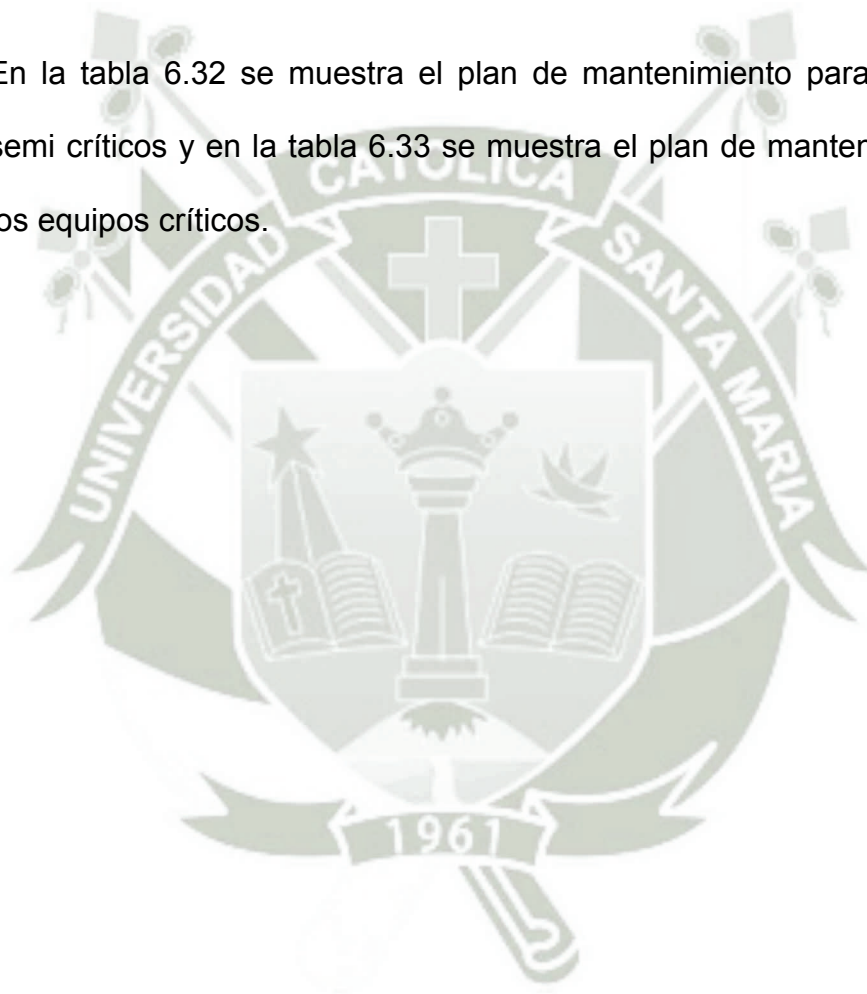 En la tabla 6.32 se muestra el plan de mantenimiento para
semi críticos y en la tabla 6.33 se muestra el plan de manten
os equipos críticos.
UNIVERSIDAD CATOLICA SANTA MARIA
1961